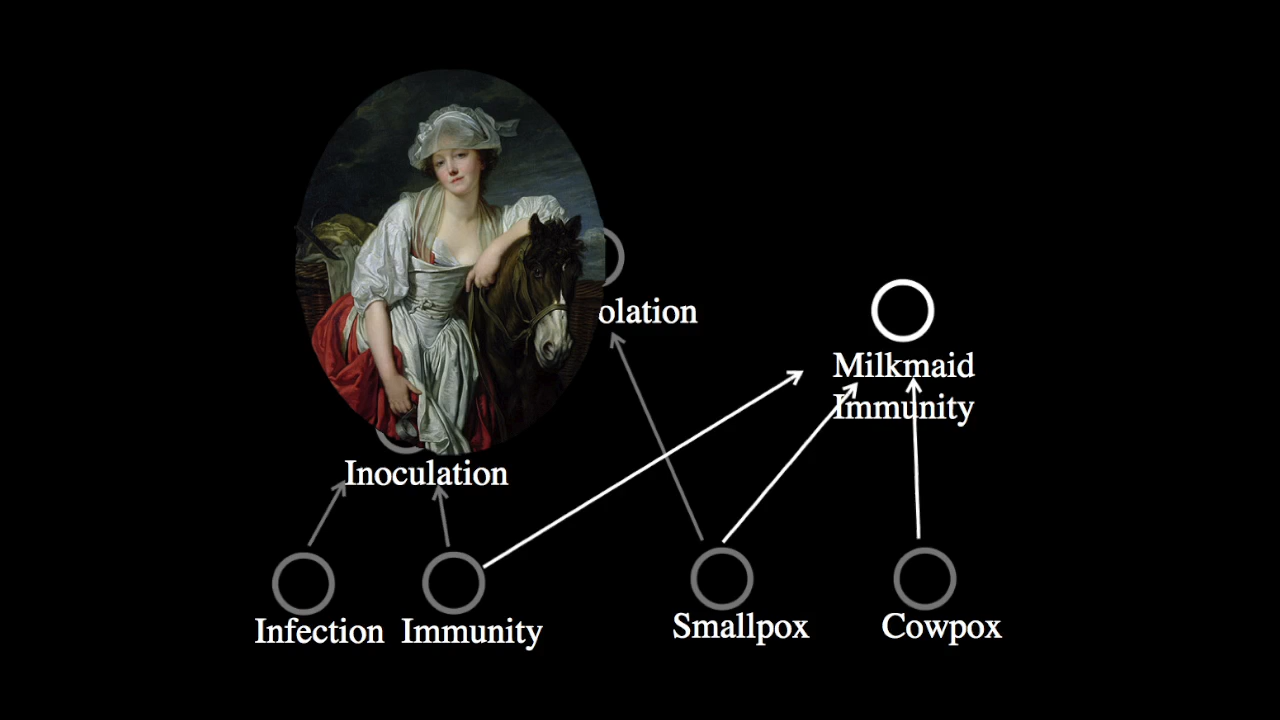 olation
Milkmaid
Immunity
Inoculation
Infection
Immunity
Smallpox
Cowpox